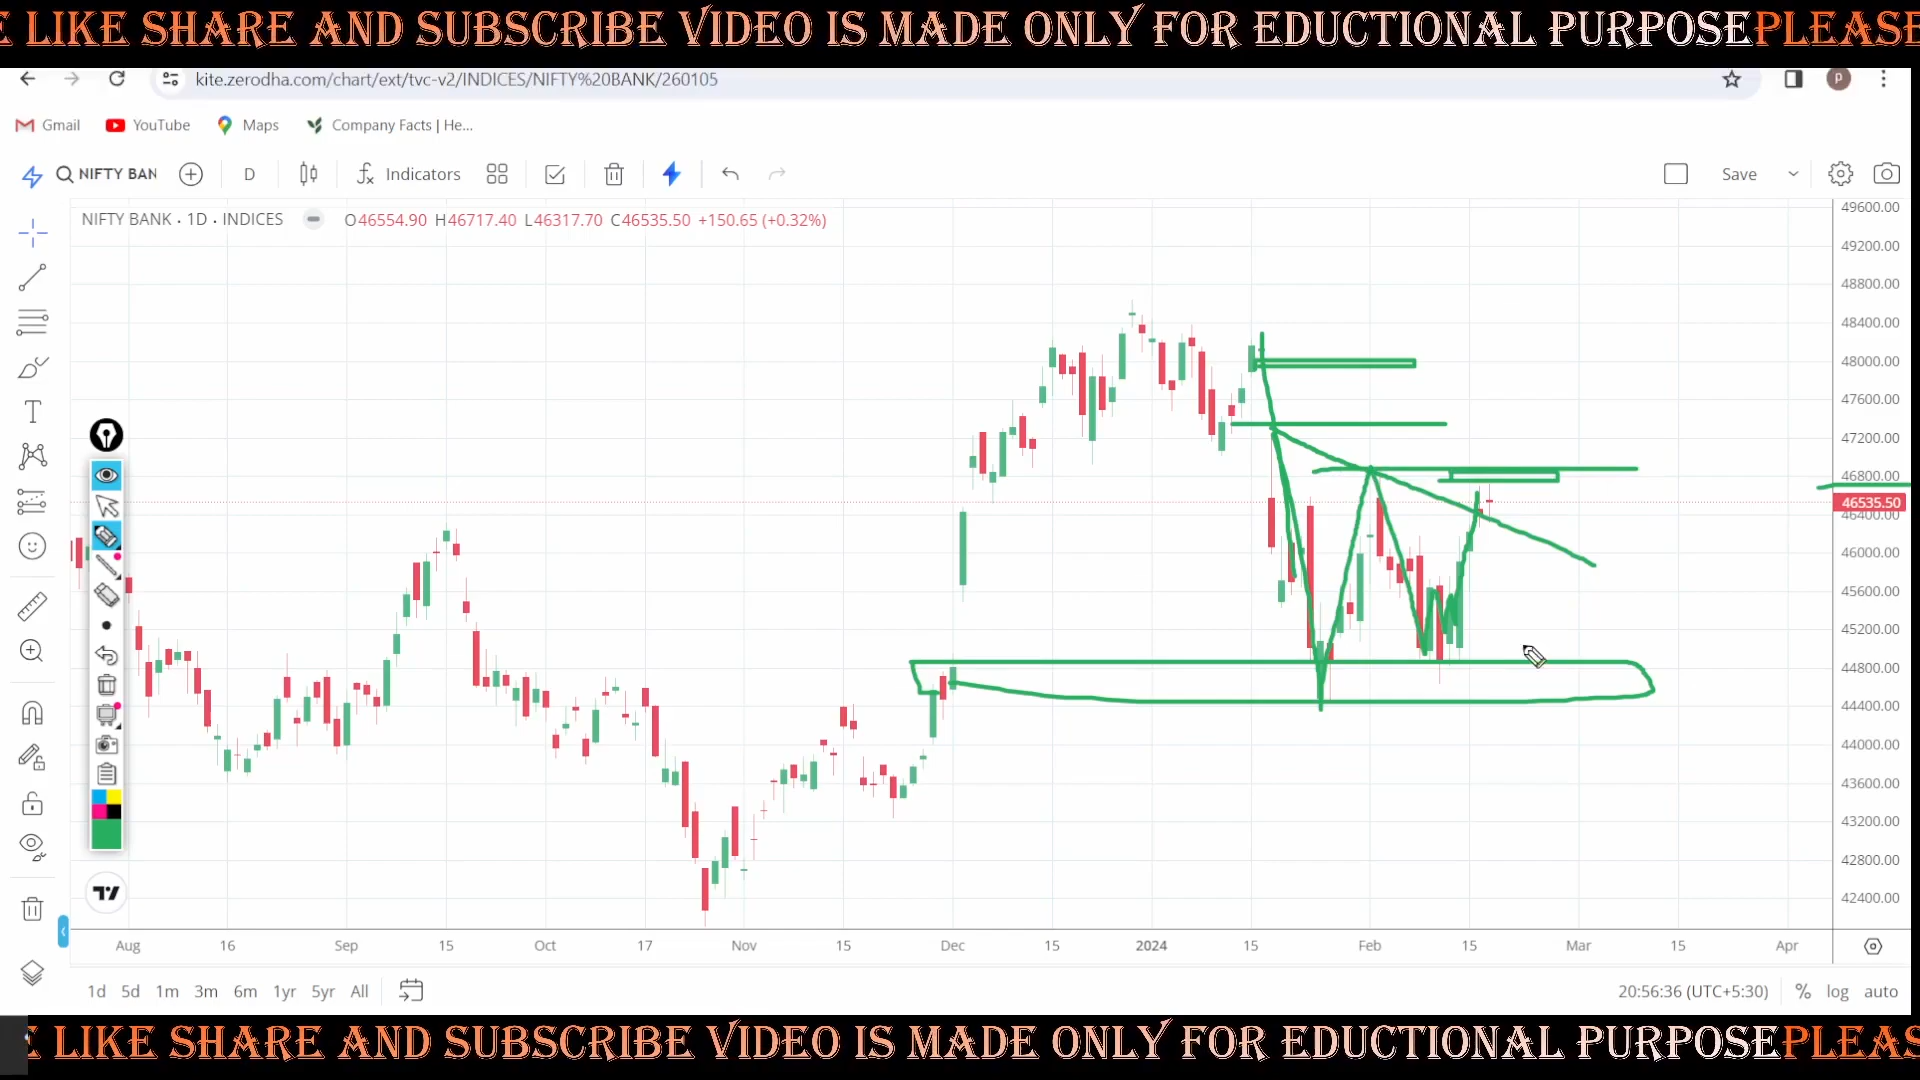 E LIKE SHARE AND SUBSCRIBE VIDEO IS MADE ONLY FOR EDUCTIONAL PURPOSEPLEASE
kite.zerodha.com/chart/ext/tvc-v2/INDICES/NIFTY%20BANK/260105
P
Gmail YouTube Maps Company Facts | He...
NIFTY BAN D Indicators Save
NIFTY BANK · 1D · INDICES O46554.90 H46717.40 L46317.70 C46535.50 +150.65 (+0.32%)
49600.00
49200.00
48800.00
48400.00
48000.00
47600.00
47200.00
46800.00
46535.50
46400.00
46000.00
45600.00
45200.00
44800.00
44400.00
44000.00
43600.00
43200.00
42800.00
42400.00
Aug 16 Sep 15 Oct 17 Nov 15 Dec 15 2024 15 Feb 15 Mar 15 Apr
1d 5d 1m 3m 6m 1yr 5yr All 20:56:36 (UTC+5:30) % log auto
E LIKE SHARE AND SUBSCRIBE VIDEO IS MADE ONLY FOR EDUCTIONAL PURPOSEPLEAS